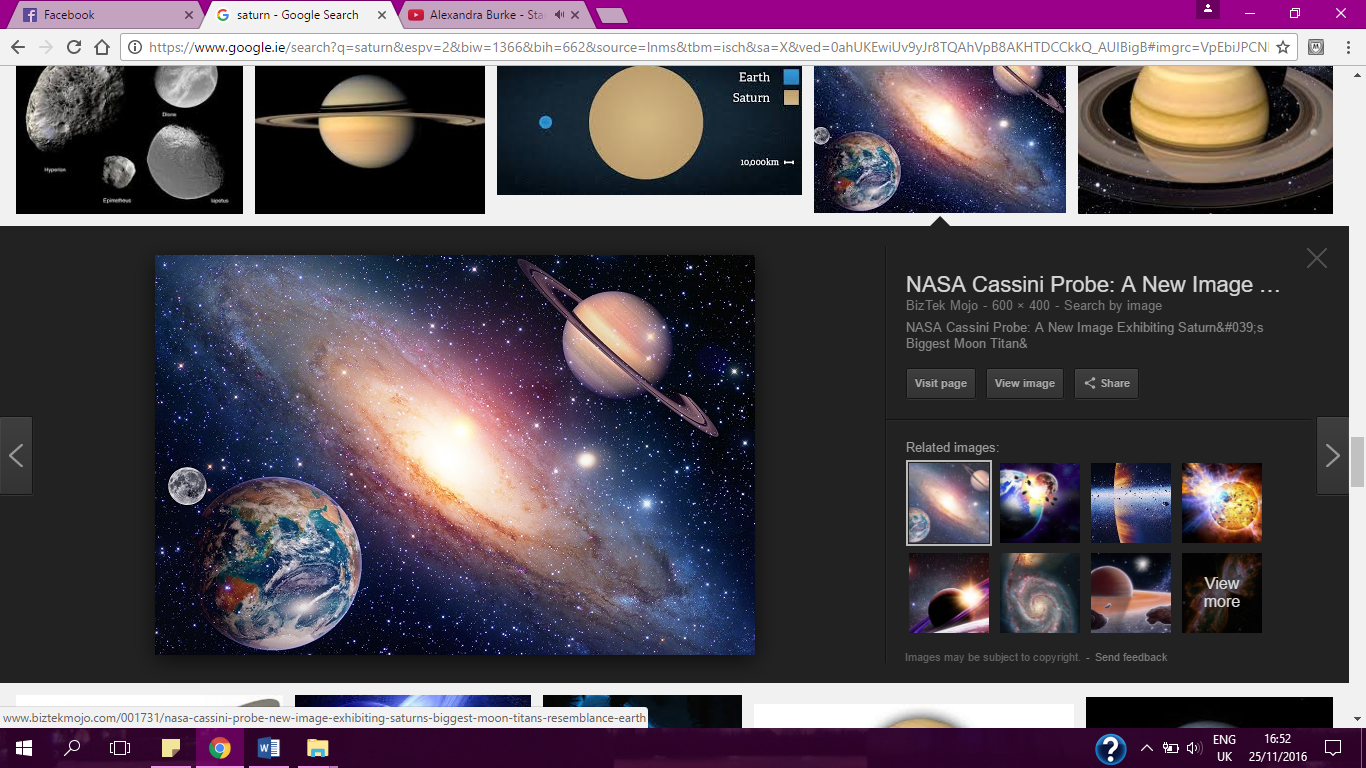 Facebook
saturn - Google Search
Alexandra Burke - Sta
https://www.google.ie/search?q=saturn&espv=2&biw=1366&bih=662&source=lnms&tbm=isch&sa=X&ved=0ahUKEwiUv9yJr8TQAhVpB8AKHTDCCkkQ_AUIBigB#imgrc=VpEbiJPCNI
Dione
Hyperion
Epimetheus
Iapetus
Earth
Saturn
10,000km
NASA Cassini Probe: A New Image …
BizTek Mojo - 600 × 400 - Search by image
NASA Cassini Probe: A New Image Exhibiting Saturn&#039;s
Biggest Moon Titan&
Visit page
View image
Share
Related images:
View
more
Images may be subject to copyright. - Send feedback
www.biztekmojo.com/001731/nasa-cassini-probe-new-image-exhibiting-saturns-biggest-moon-titans-resemblance-earth
ENG
UK
16:52
25/11/2016